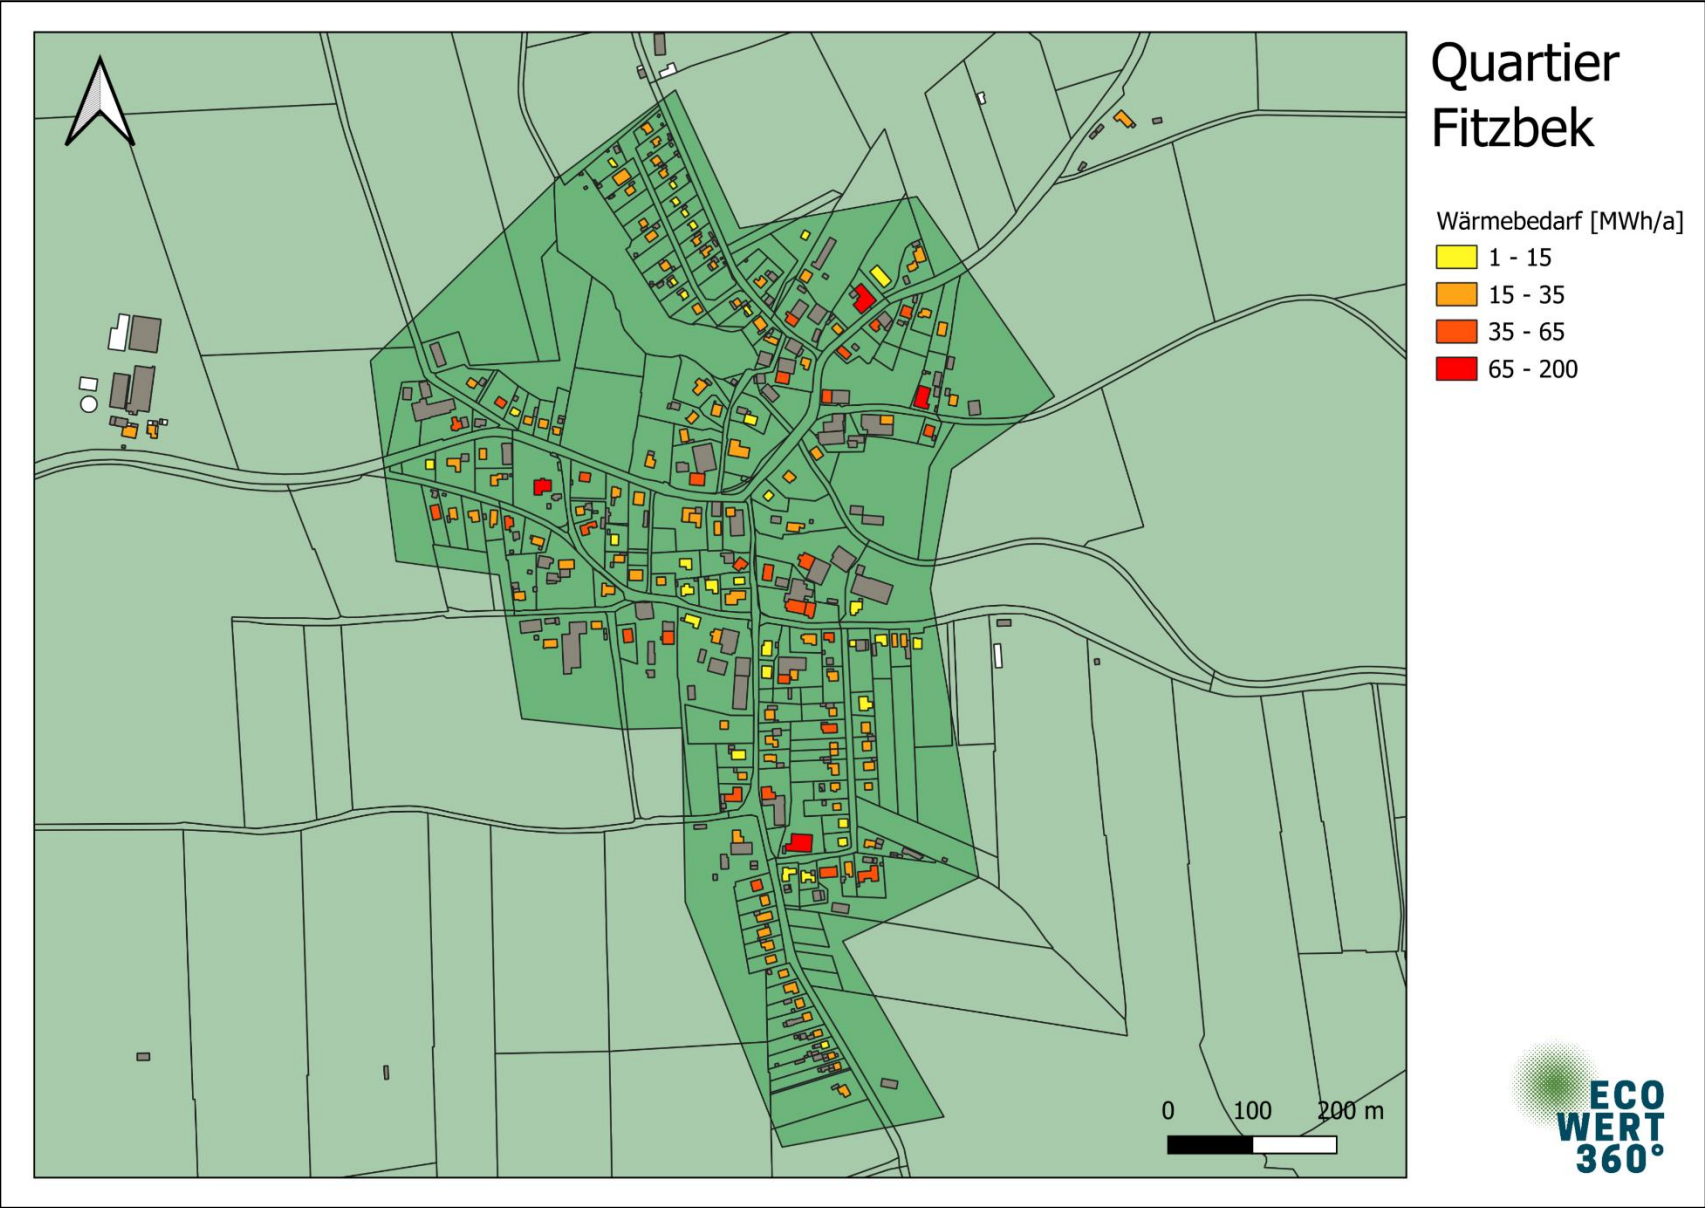 Quartier
Fitzbek
Wärmebedarf [MWh/a]
1 - 15
15 - 35
35 - 65
65 - 200
0 100 200 m
ECO
WERT
360°